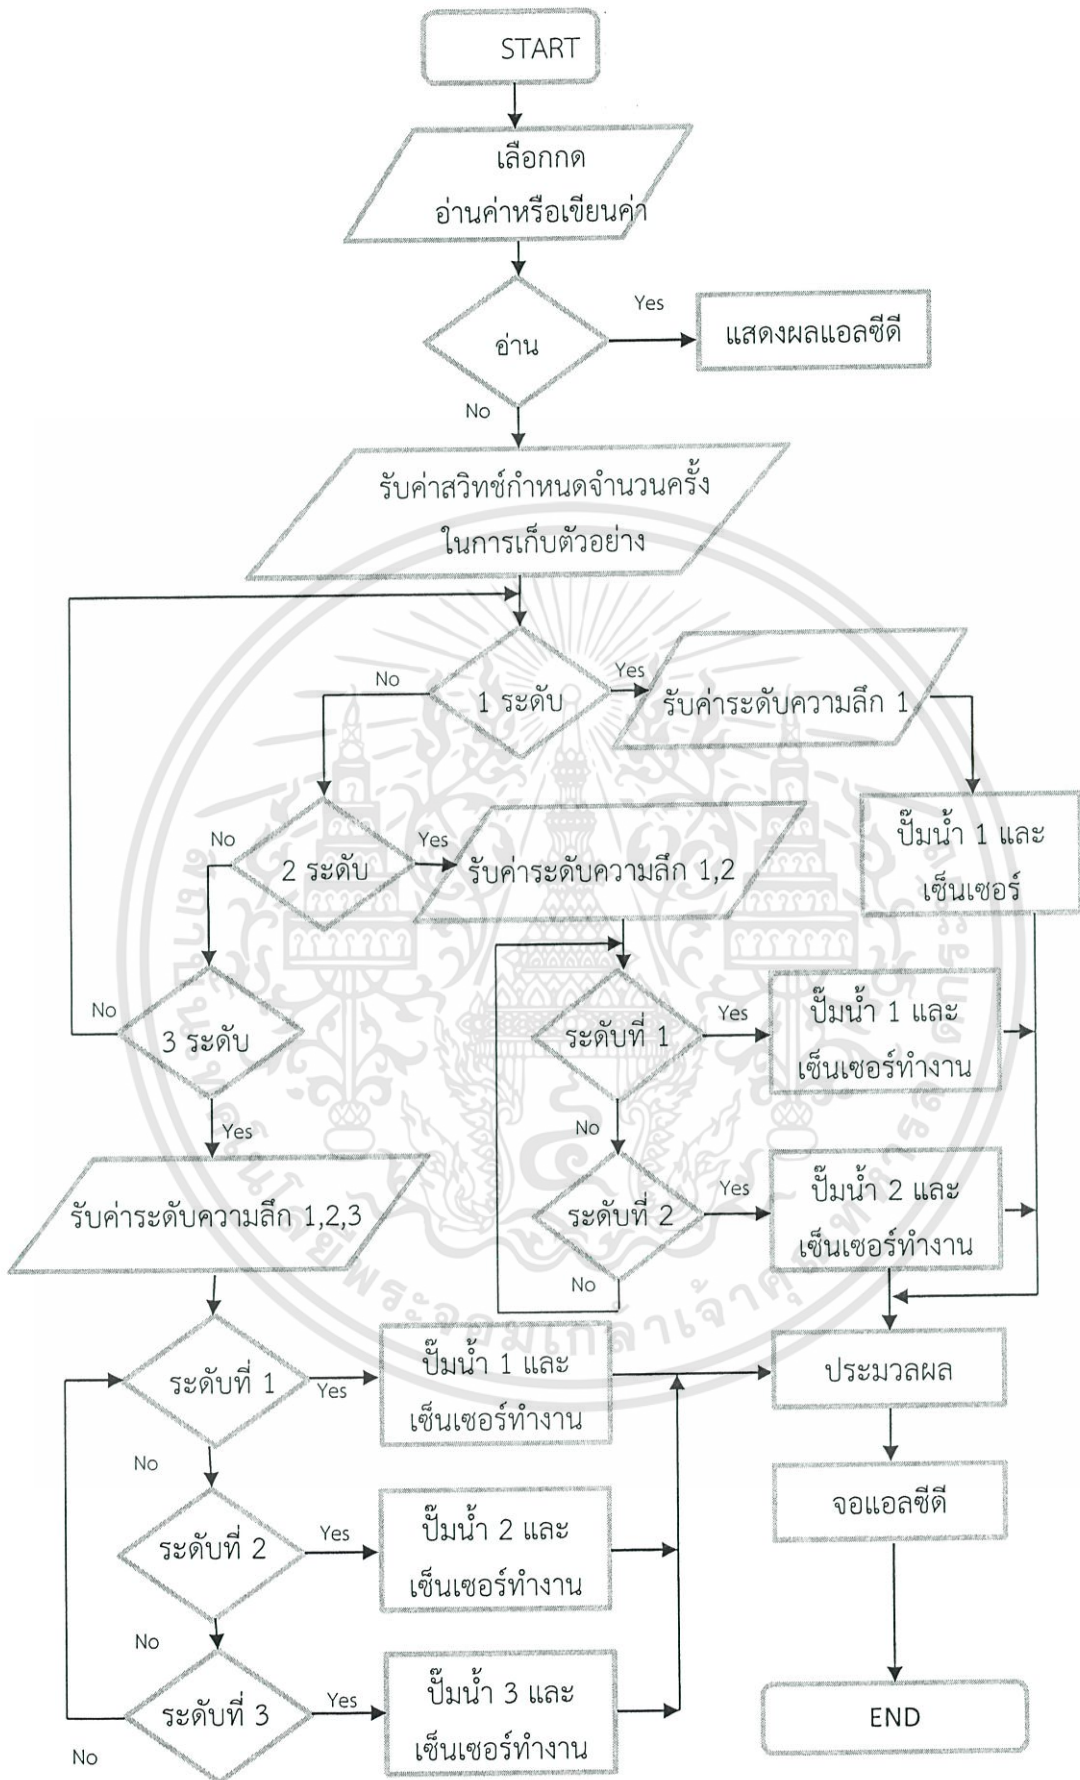 START
เลือกกด
อ่านค่าหรือเขียนค่า
อ่าน
Yes
แสดงผลแอลซีดี
No
รับค่าสวิทช์กำหนดจำนวนครั้ง
ในการเก็บตัวอย่าง
No
1 ระดับ
Yes
รับค่าระดับความลึก 1
No
2 ระดับ
Yes
รับค่าระดับความลึก 1,2
ปั๊มน้ำ 1 และ
เซ็นเซอร์
No
3 ระดับ
Yes
ระดับที่ 1
Yes
ปั๊มน้ำ 1 และ
เซ็นเซอร์ทำงาน
No
ระดับที่ 2
Yes
ปั๊มน้ำ 2 และ
เซ็นเซอร์ทำงาน
No
รับค่าระดับความลึก 1,2,3
ระดับที่ 1
Yes
ปั๊มน้ำ 1 และ
เซ็นเซอร์ทำงาน
No
ระดับที่ 2
Yes
ปั๊มน้ำ 2 และ
เซ็นเซอร์ทำงาน
No
ระดับที่ 3
Yes
ปั๊มน้ำ 3 และ
เซ็นเซอร์ทำงาน
No
ประมวลผล
จอแอลซีดี
END